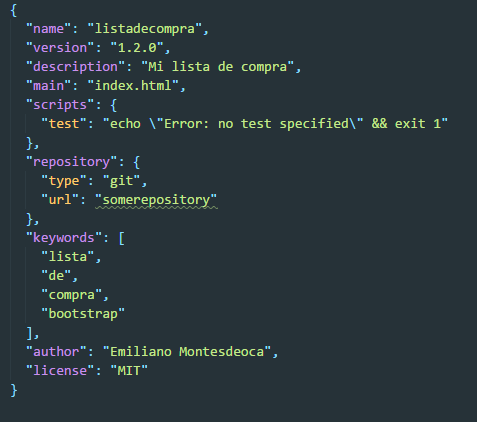 {
"name": "listadecompra",
"version": "1.2.0",
"description": "Mi lista de compra",
"main": "index.html",
"scripts": {
"test": "echo \"Error: no test specified\" && exit 1"
},
"repository": {
"type": "git",
"url": "somerepository"
},
"keywords": [
"lista",
"de",
"compra",
"bootstrap"
],
"author": "Emiliano Montesdeoca",
"license": "MIT"
}